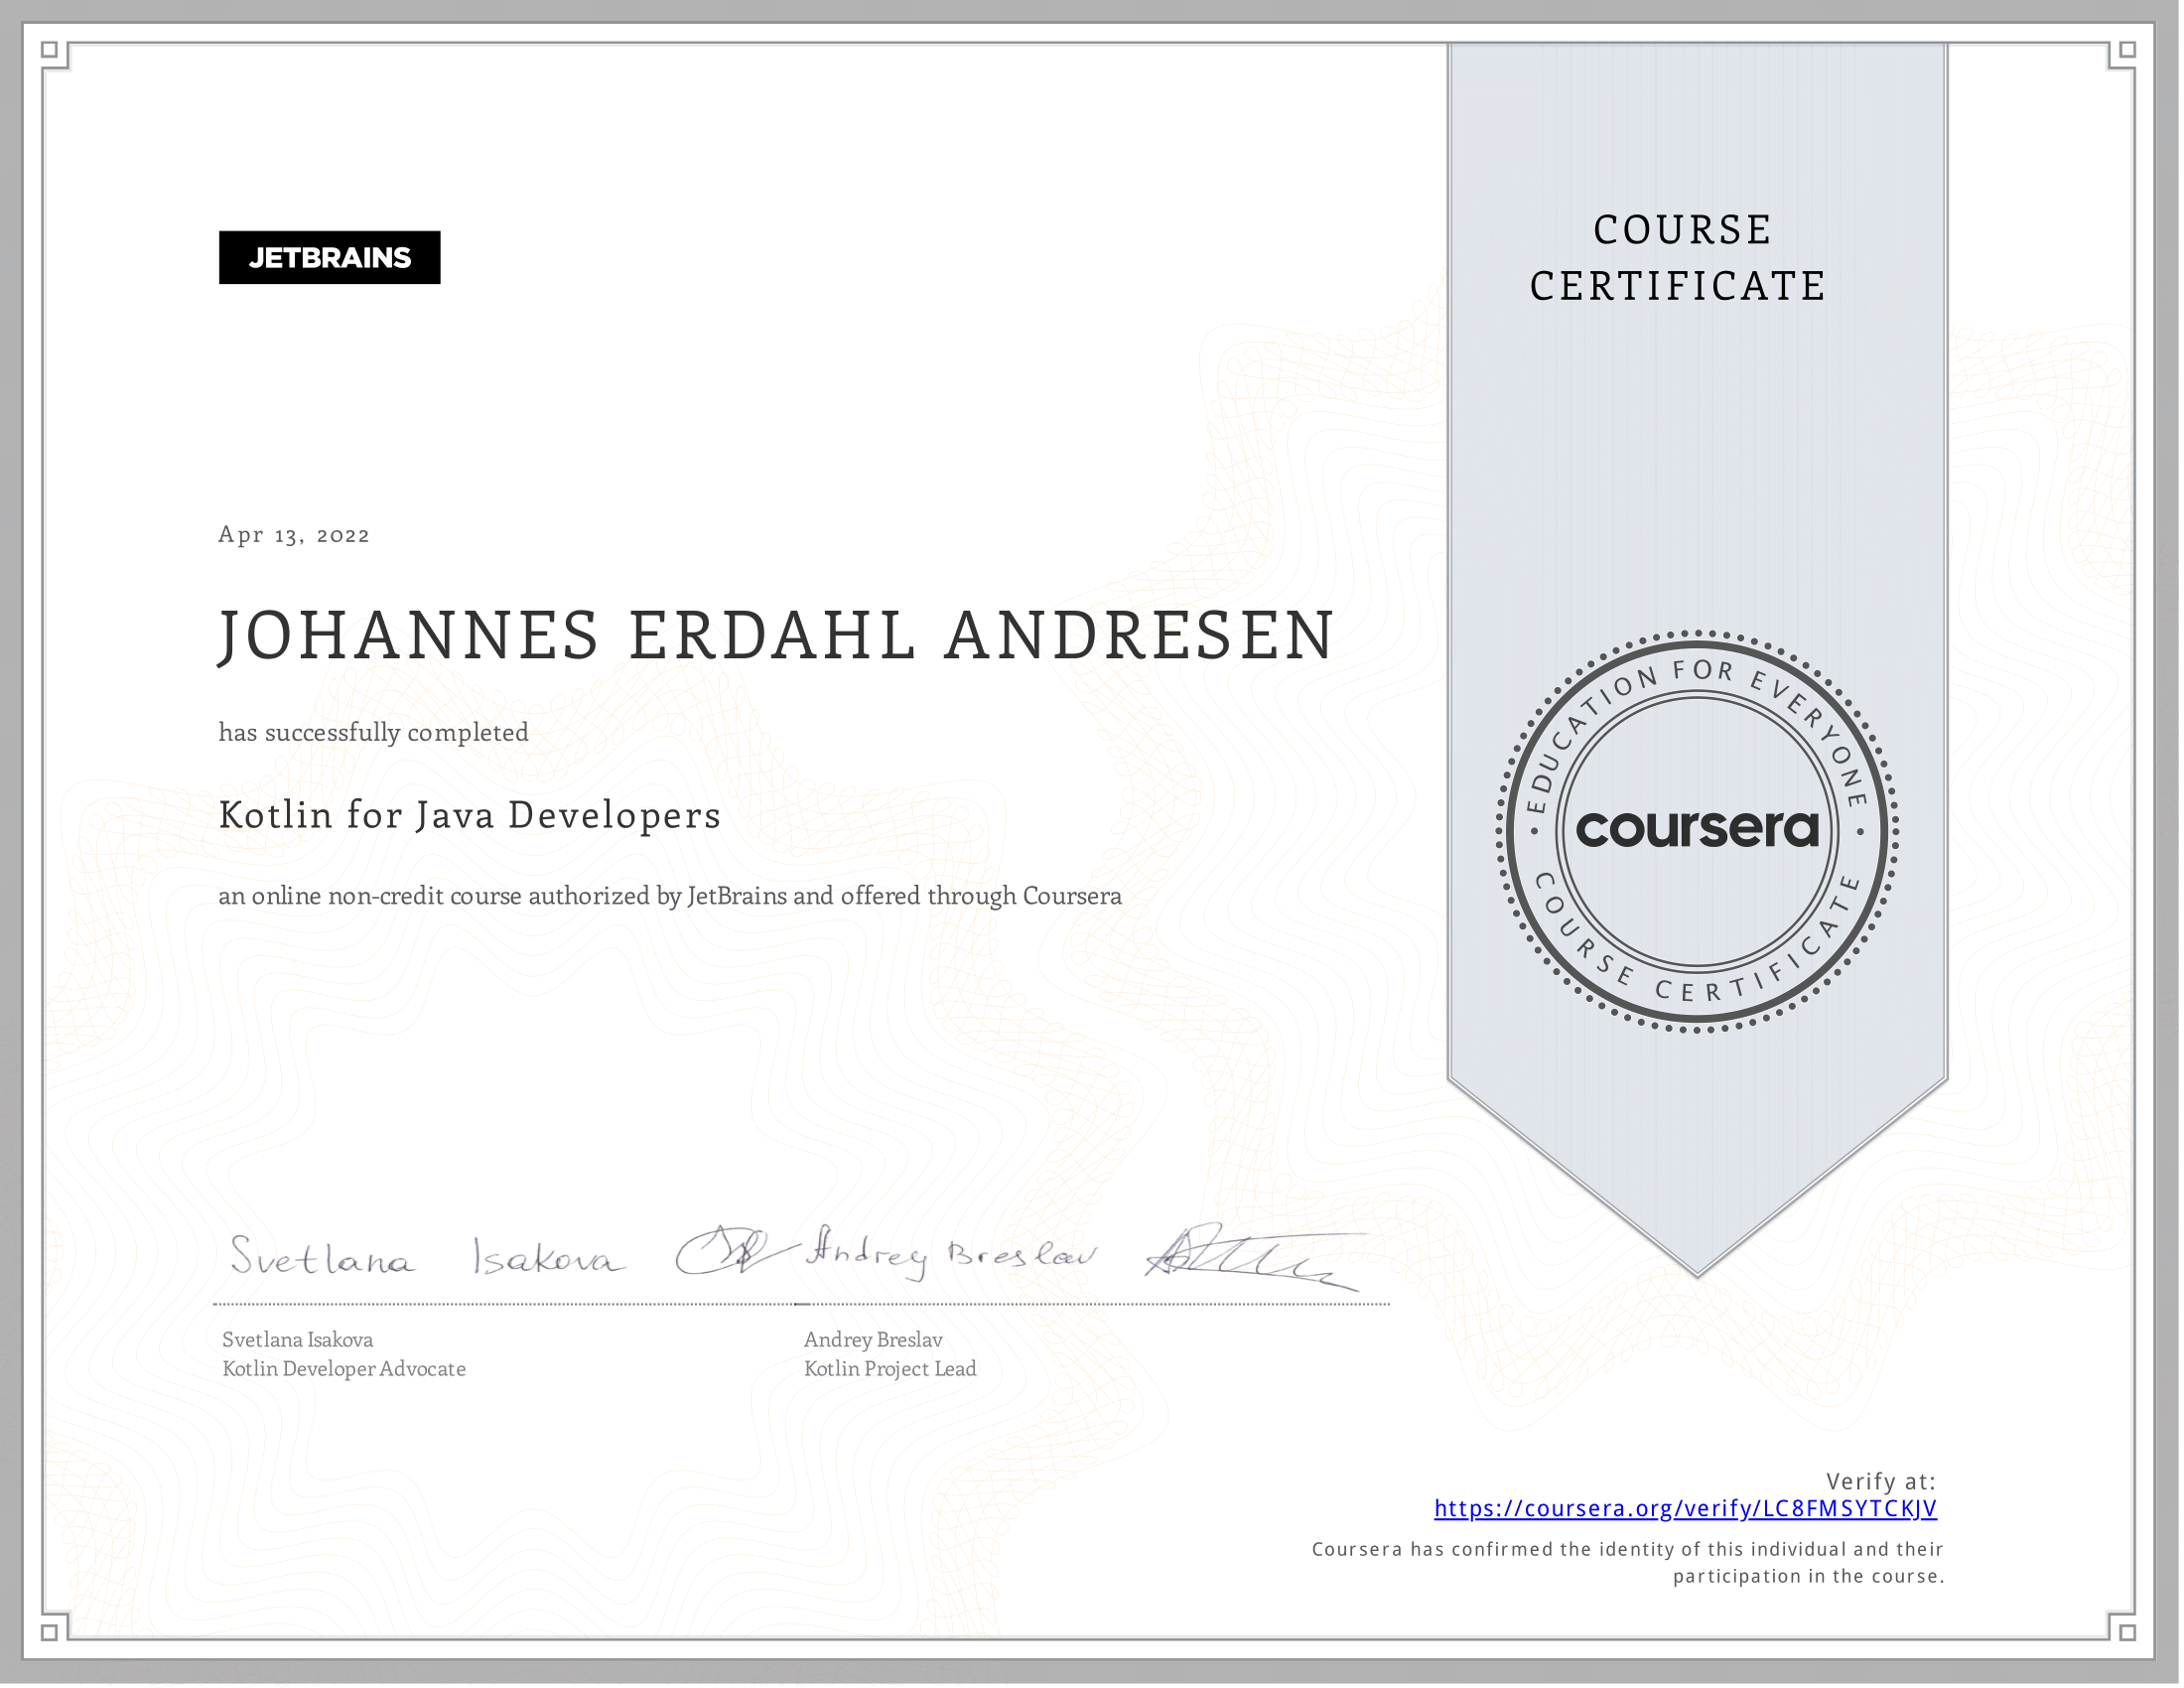 JETBRAINS
COURSE
CERTIFICATE
Apr 13, 2022
JOHANNES ERDAHL ANDRESEN
has successfully completed
Kotlin for Java Developers
an online non-credit course authorized by JetBrains and offered through Coursera
EDUCATION FOR EVERYONE
coursera
COURSE CERTIFICATE
Svetlana Isakova
Andrey Breslav
Svetlana Isakova
Kotlin Developer Advocate
Andrey Breslav
Kotlin Project Lead
Verify at:
https://coursera.org/verify/LC8FMSYTCKJV
Coursera has confirmed the identity of this individual and their
participation in the course.